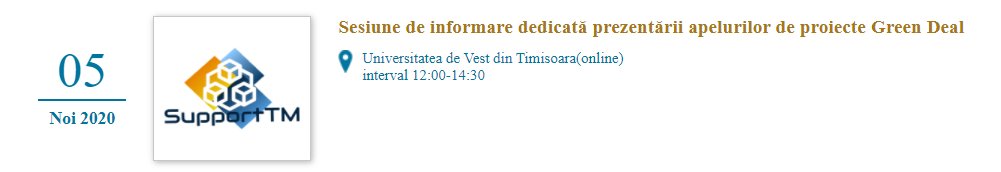 05
Noi 2020
SupportTM
Sesiune de informare dedicată prezentării apelurilor de proiecte Green Deal
Universitatea de Vest din Timisoara(online)
interval 12:00-14:30